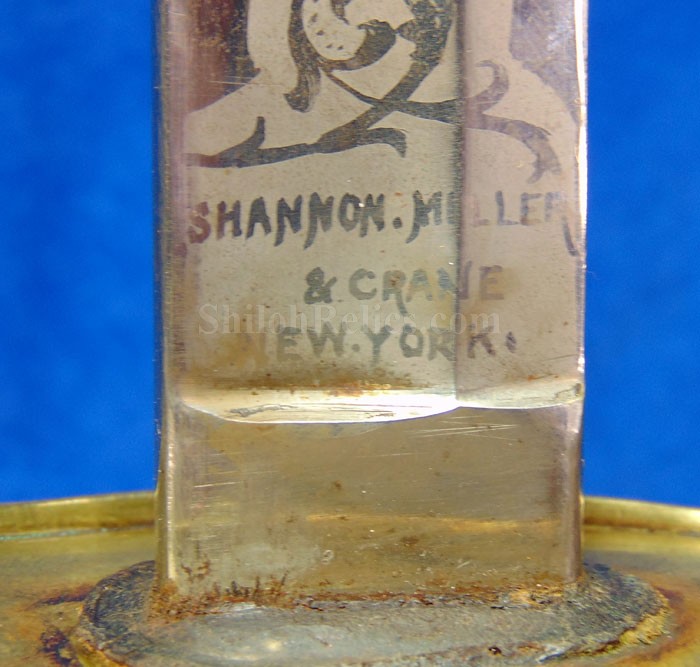 SHANNON. MILLER
& CRANE
ShilohRelics.com
NEW. YORK.